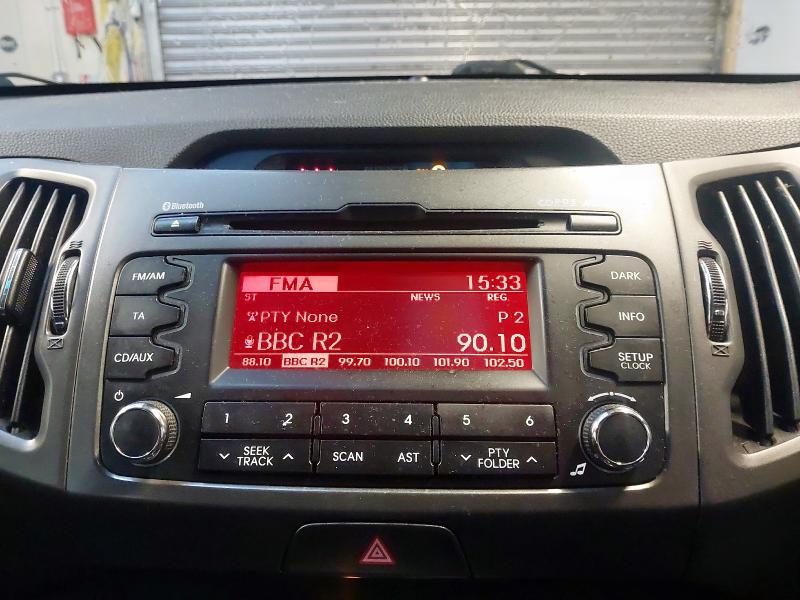 Bluetooth
FM/AM
TA
CD/AUX
FMA 15:33
ST NEWS REG.
PTY None P 2
BBC R2 90.10
88.10 BBC R2 99.70 100.10 101.90 102.50
DARK
INFO
SETUP
CLOCK
1 2 3 4 5 6
SEEK
TRACK
SCAN
AST
PTY
FOLDER